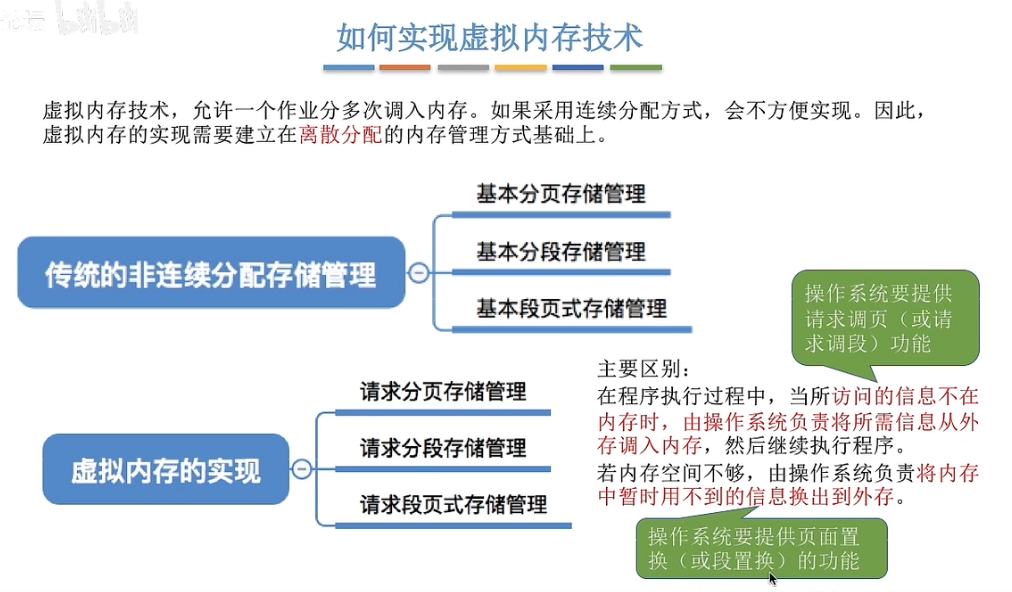 论坛 bilibili
如何实现虚拟内存技术
虚拟内存技术，允许一个作业分多次调入内存。如果采用连续分配方式，会不方便实现。因此，
虚拟内存的实现需要建立在离散分配的内存管理方式基础上。
传统的非连续分配存储管理
基本分页存储管理
基本分段存储管理
基本段页式存储管理
虚拟内存的实现
请求分页存储管理
请求分段存储管理
请求段页式存储管理
操作系统要提供
请求调页（或请
求调段）功能
主要区别：
在程序执行过程中，当所访问的信息不在
内存时，由操作系统负责将所需信息从外
存调入内存，然后继续执行程序。
若内存空间不够，由操作系统负责将内存
中暂时用不到的信息换出到外存。
操作系统要提供页面置
换（或段置换）的功能